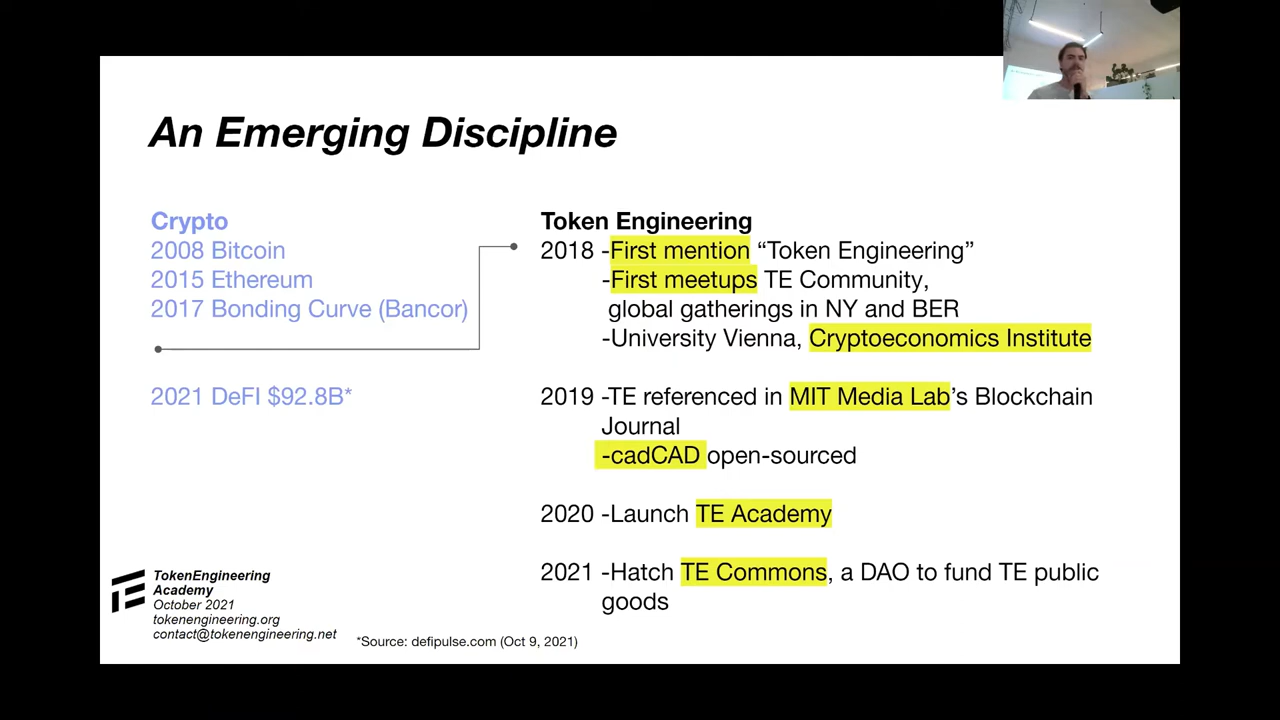 An Emerging Discipline
Crypto
2008 Bitcoin
2015 Ethereum
2017 Bonding Curve (Bancor)
2021 DeFI $92.8B*
Token Engineering
2018 -First mention “Token Engineering”
-First meetups TE Community,
global gatherings in NY and BER
-University Vienna, Cryptoeconomics Institute
2019 -TE referenced in MIT Media Lab’s Blockchain
Journal
-cadCAD open-sourced
2020 -Launch TE Academy
2021 -Hatch TE Commons, a DAO to fund TE public
goods
TokenEngineering
Academy
October 2021
tokenengineering.org
contact@tokenengineering.net
*Source: defipulse.com (Oct 9, 2021)